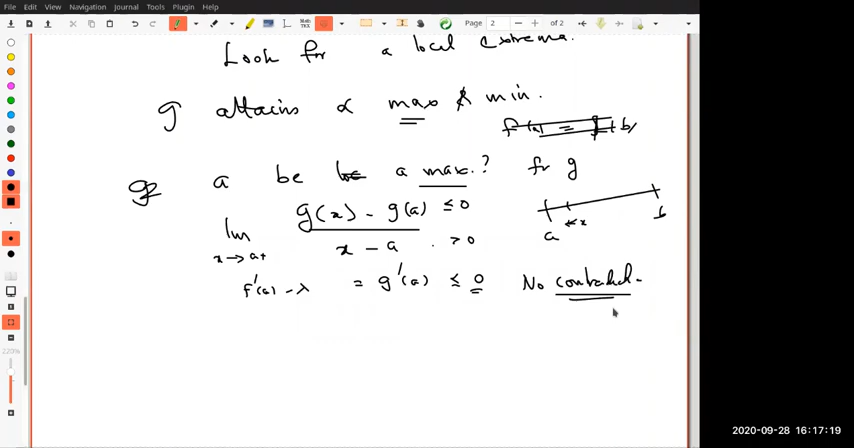 Journal File Edit View Navigation Tools Plugin Help
Page 2 of 2
Look for a local extrema.
g attains a max & min.
a be a max.? for g
g(x) - g(a) ≤ 0
lim x→a+
x - a . > 0
a ← x b
f'(a) - λ = g'(a) ≤ 0 No contradict-
220%
2020-09-28 16:17:19